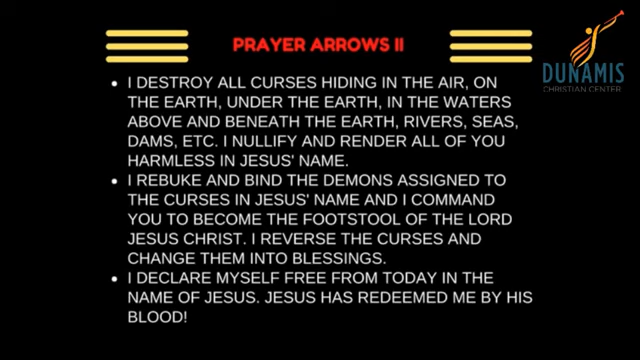 PRAYER ARROWS II
DUNAMIS
CHRISTIAN CENTER
• I DESTROY ALL CURSES HIDING IN THE AIR, ON
THE EARTH, UNDER THE EARTH, IN THE WATERS
ABOVE AND BENEATH THE EARTH, RIVERS, SEAS,
DAMS, ETC. I NULLIFY AND RENDER ALL OF YOU
HARMLESS IN JESUS' NAME.
• I REBUKE AND BIND THE DEMONS ASSIGNED TO
THE CURSES IN JESUS' NAME AND I COMMAND
YOU TO BECOME THE FOOTSTOOL OF THE LORD
JESUS CHRIST. I REVERSE THE CURSES AND
CHANGE THEM INTO BLESSINGS.
• I DECLARE MYSELF FREE FROM TODAY IN THE
NAME OF JESUS. JESUS HAS REDEEMED ME BY HIS
BLOOD!